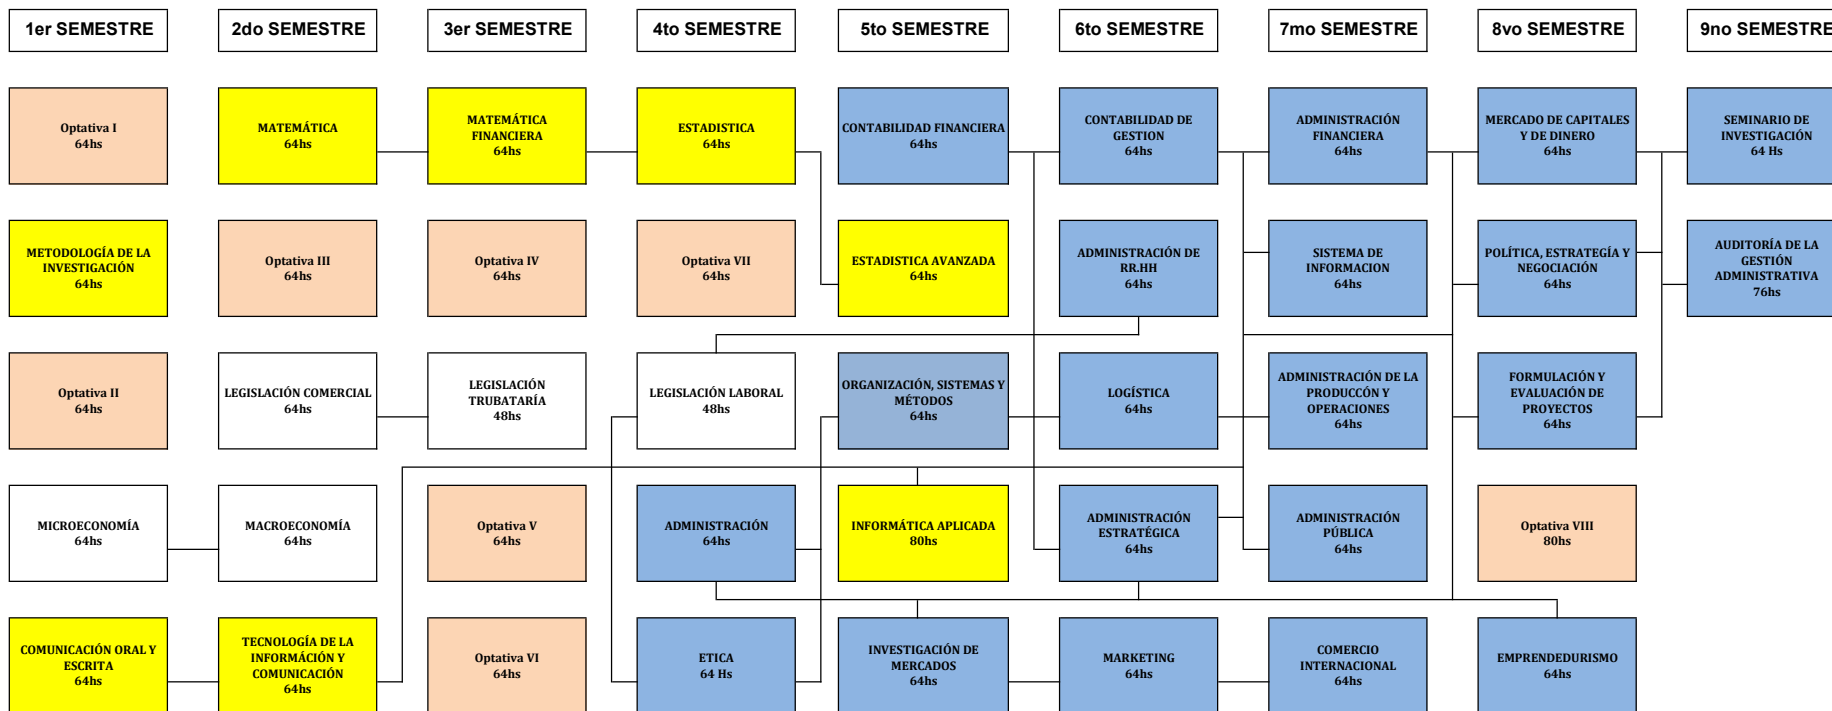 1er SEMESTRE
2do SEMESTRE
3er SEMESTRE
4to SEMESTRE
5to SEMESTRE
6to SEMESTRE
7mo SEMESTRE
8vo SEMESTRE
9no SEMESTRE
Optativa I
64hs
MATEMÁTICA
64hs
MATEMÁTICA
FINANCIERA
64hs
ESTADISTICA
64hs
CONTABILIDAD FINANCIERA
64hs
CONTABILIDAD DE
GESTION
64hs
ADMINISTRACIÓN
FINANCIERA
64hs
MERCADO DE CAPITALES
Y DE DINERO
64hs
SEMINARIO DE
INVESTIGACIÓN
64 Hs
METODOLOGÍA DE LA
INVESTIGACIÓN
64hs
Optativa III
64hs
Optativa IV
64hs
Optativa VII
64hs
ESTADISTICA AVANZADA
64hs
ADMINISTRACIÓN DE
RR.HH
64hs
SISTEMA DE
INFORMACION
64hs
POLÍTICA, ESTRATEGÍA Y
NEGOCIACIÓN
64hs
AUDITORÍA DE LA
GESTIÓN
ADMINISTRATIVA
76hs
Optativa II
64hs
LEGISLACIÓN COMERCIAL
64hs
LEGISLACIÓN
TRUBATARÍA
48hs
LEGISLACIÓN LABORAL
48hs
ORGANIZACIÓN, SISTEMAS Y
MÉTODOS
64hs
LOGÍSTICA
64hs
ADMINISTRACIÓN DE LA
PRODUCCÓN Y
OPERACIONES
64hs
FORMULACIÓN Y
EVALUACIÓN DE
PROYECTOS
64hs
MICROECONOMÍA
64hs
MACROECONOMÍA
64hs
Optativa V
64hs
ADMINISTRACIÓN
64hs
INFORMÁTICA APLICADA
80hs
ADMINISTRACIÓN
ESTRATÉGICA
64hs
ADMINISTRACIÓN
PÚBLICA
64hs
Optativa VIII
80hs
COMUNICACIÓN ORAL Y
ESCRITA
64hs
TECNOLOGÍA DE LA
INFORMÁCIÓN Y
COMUNICACIÓN
64hs
Optativa VI
64hs
ETICA
64 Hs
INVESTIGACIÓN DE
MERCADOS
64hs
MARKETING
64hs
COMERCIO
INTERNACIONAL
64hs
EMPRENDEDURISMO
64hs